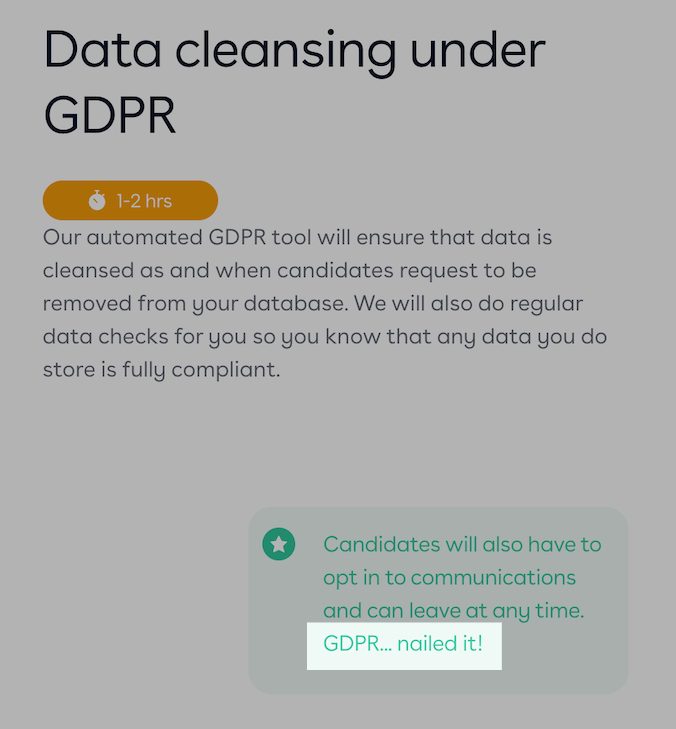 Data cleansing under
GDPR
1-2 hrs
Our automated GDPR tool will ensure that data is
cleansed as and when candidates request to be
removed from your database. We will also do regular
data checks for you so you know that any data you do
store is fully compliant.
Candidates will also have to
opt in to communications
and can leave at any time.
GDPR... nailed it!